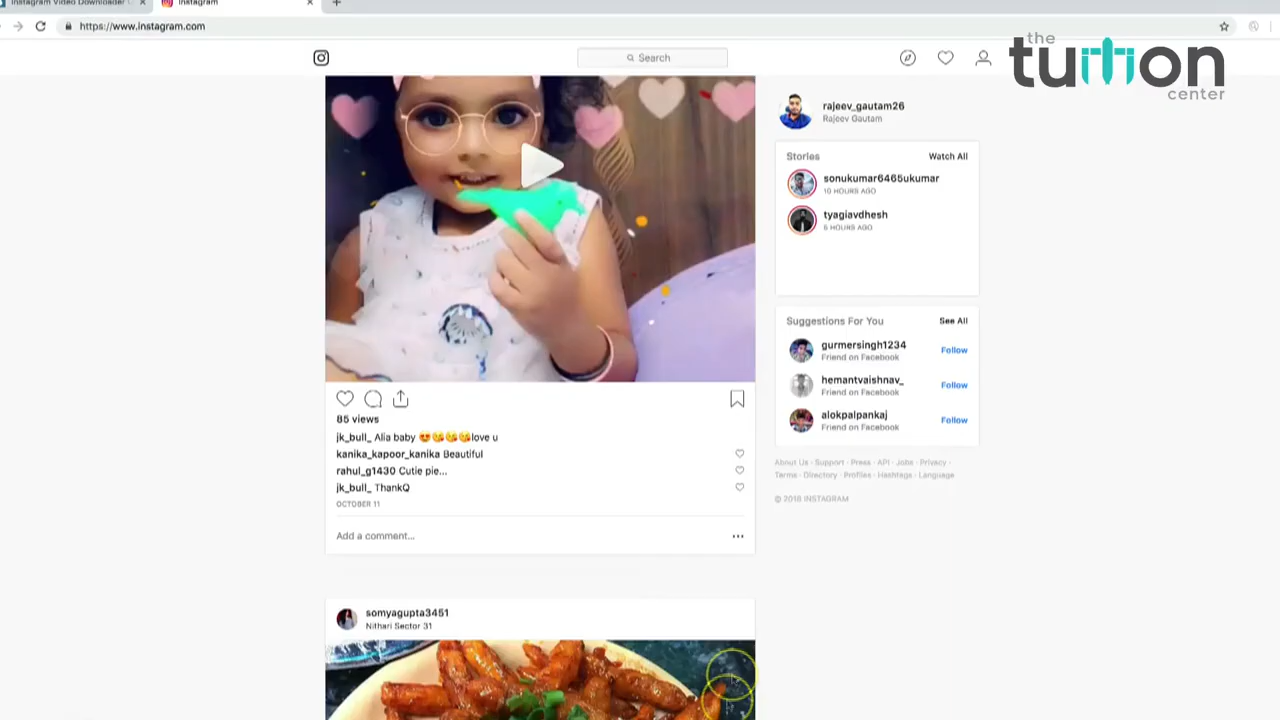 Instagram Video Downloader
Instagram
https://www.instagram.com
Search
the
tuition
center
rajeev_gautam26
Rajeev Gautam
Stories
Watch All
sonukumar6465ukumar
10 HOURS AGO
tyagiavdhesh
5 HOURS AGO
Suggestions For You
See All
gurmersingh1234
Friend on Facebook
Follow
hemantvaishnav_
Friend on Facebook
Follow
alokpalpankaj
Friend on Facebook
Follow
About Us · Support · Press · API · Jobs · Privacy ·
Terms · Directory · Profiles · Hashtags · Language
© 2018 INSTAGRAM
85 views
jk_bull_ Alia baby 😍😘😘😘love u
kanika_kapoor_kanika Beautiful
rahul_g1430 Cutie pie...
jk_bull_ ThankQ
OCTOBER 11
Add a comment...
somyagupta3451
Nithari Sector 31